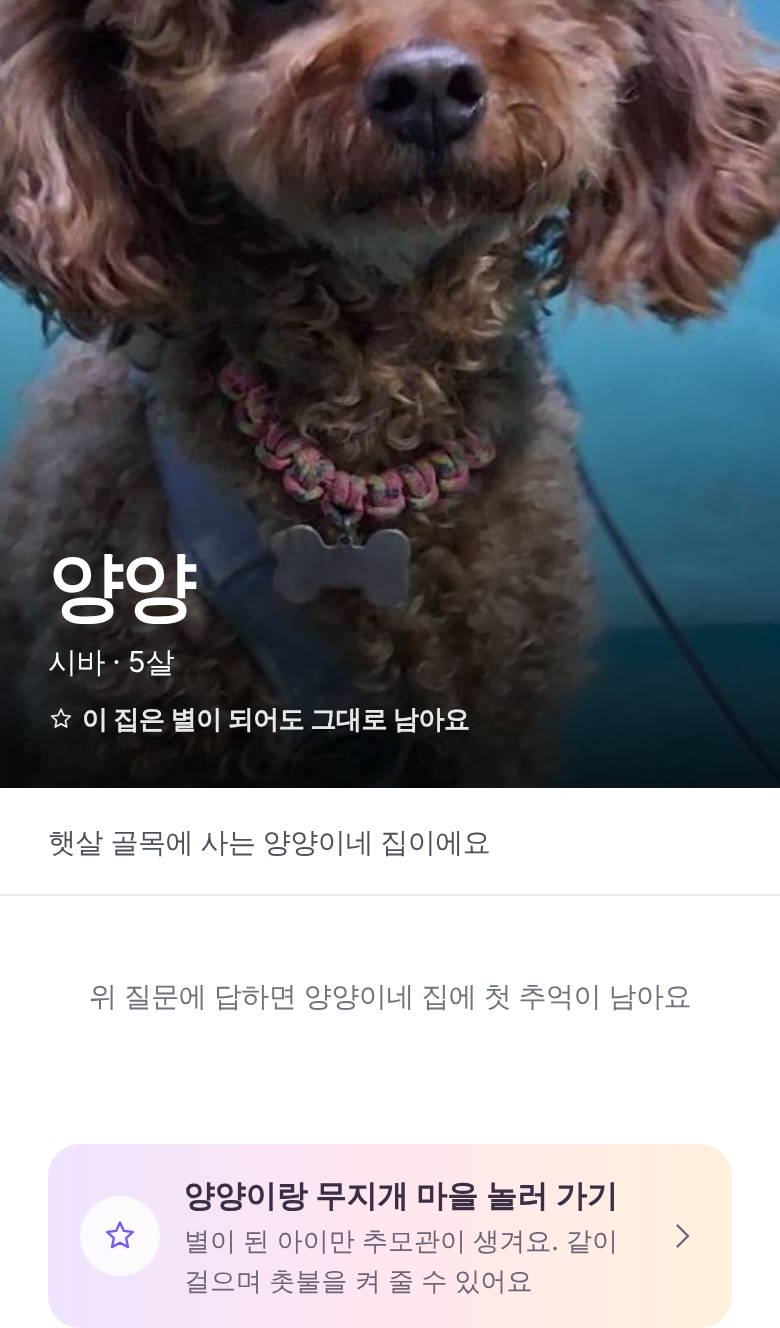 양양
시바 · 5살
이 집은 별이 되어도 그대로 남아요
햇살 골목에 사는 양양이네 집이에요
위 질문에 답하면 양양이네 집에 첫 추억이 남아요
양양이랑 무지개 마을 놀러 가기
별이 된 아이만 추모관이 생겨요. 같이
걸으며 촛불을 켜 줄 수 있어요